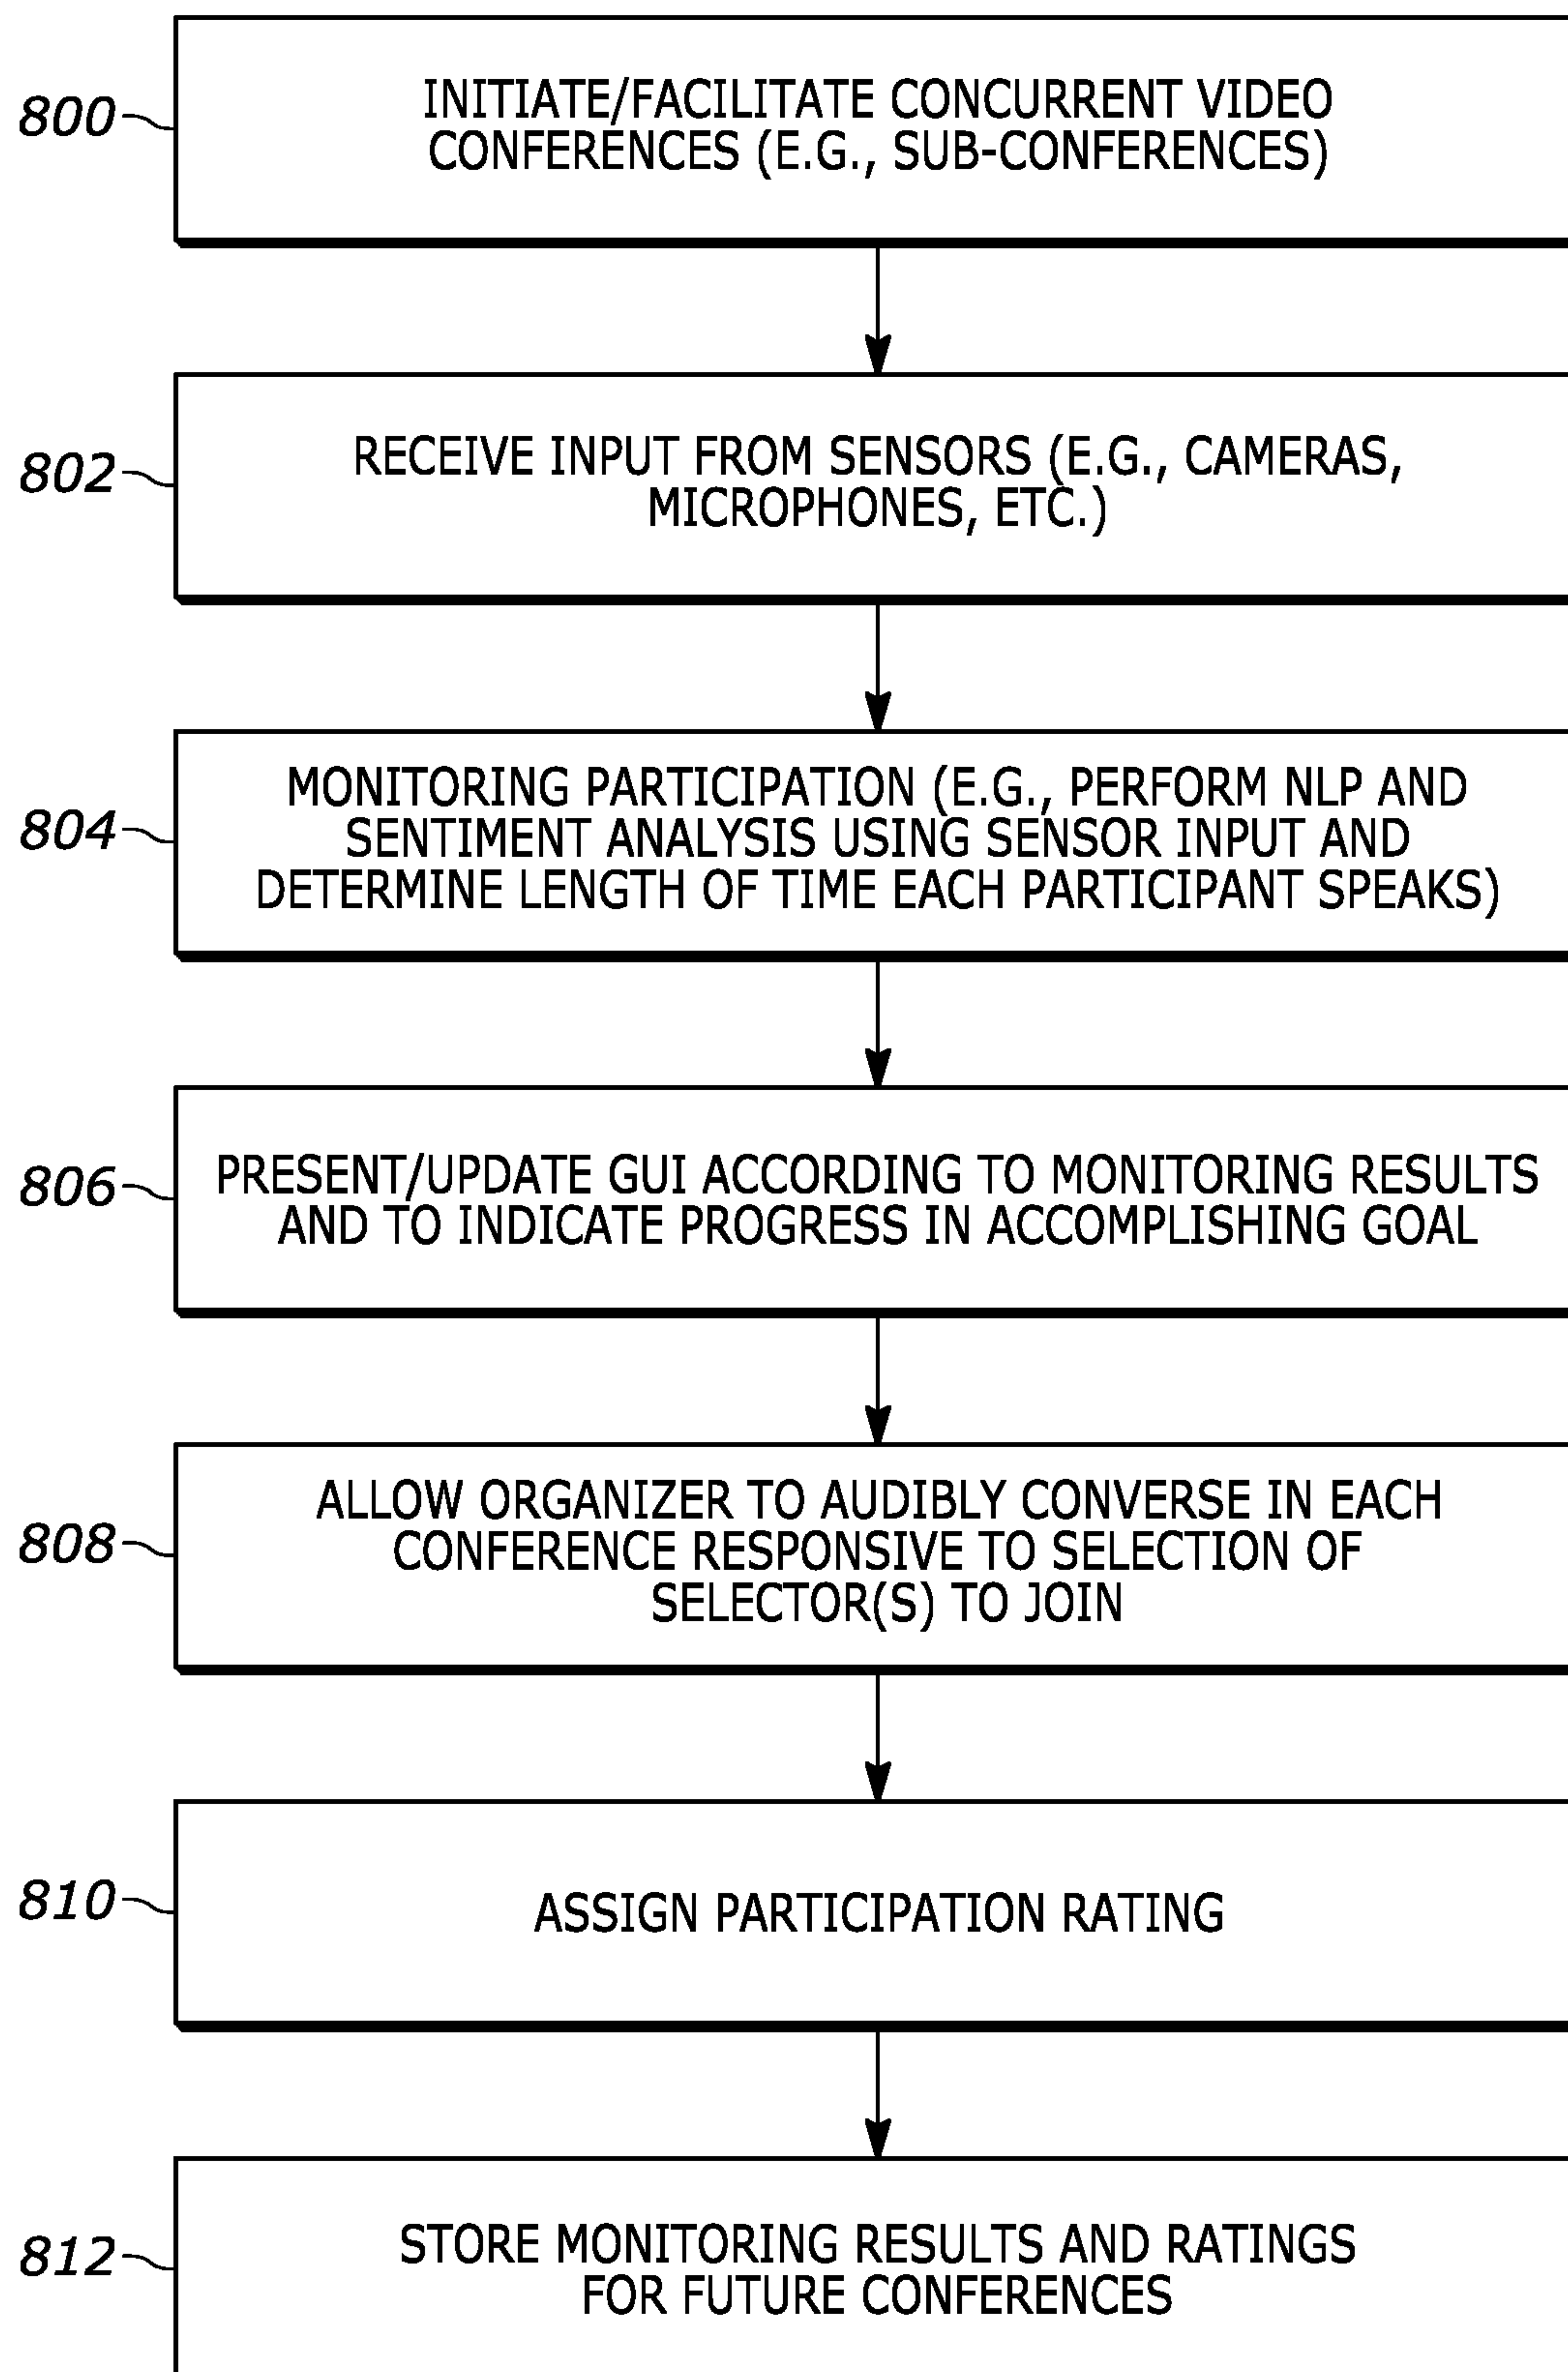 800
INITIATE/FACILITATE CONCURRENT VIDEO
CONFERENCES (E.G., SUB-CONFERENCES)
802
RECEIVE INPUT FROM SENSORS (E.G., CAMERAS,
MICROPHONES, ETC.)
804
MONITORING PARTICIPATION (E.G., PERFORM NLP AND
SENTIMENT ANALYSIS USING SENSOR INPUT AND
DETERMINE LENGTH OF TIME EACH PARTICIPANT SPEAKS)
806
PRESENT/UPDATE GUI ACCORDING TO MONITORING RESULTS
AND TO INDICATE PROGRESS IN ACCOMPLISHING GOAL
808
ALLOW ORGANIZER TO AUDIBLY CONVERSE IN EACH
CONFERENCE RESPONSIVE TO SELECTION OF
SELECTOR(S) TO JOIN
810
ASSIGN PARTICIPATION RATING
812
STORE MONITORING RESULTS AND RATINGS
FOR FUTURE CONFERENCES